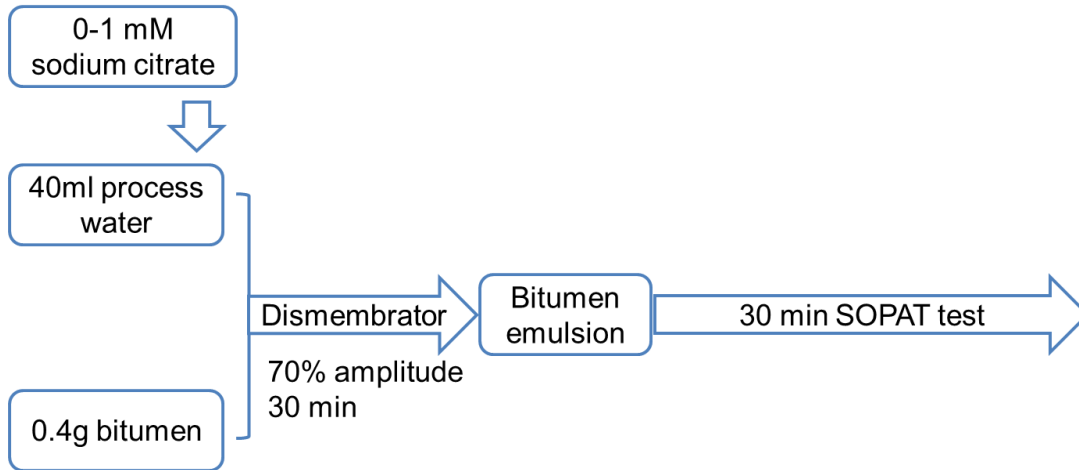 0-1 mM
sodium citrate
40ml process
water
Dismembrator
70% amplitude
30 min
0.4g bitumen
Bitumen
emulsion
30 min SOPAT test